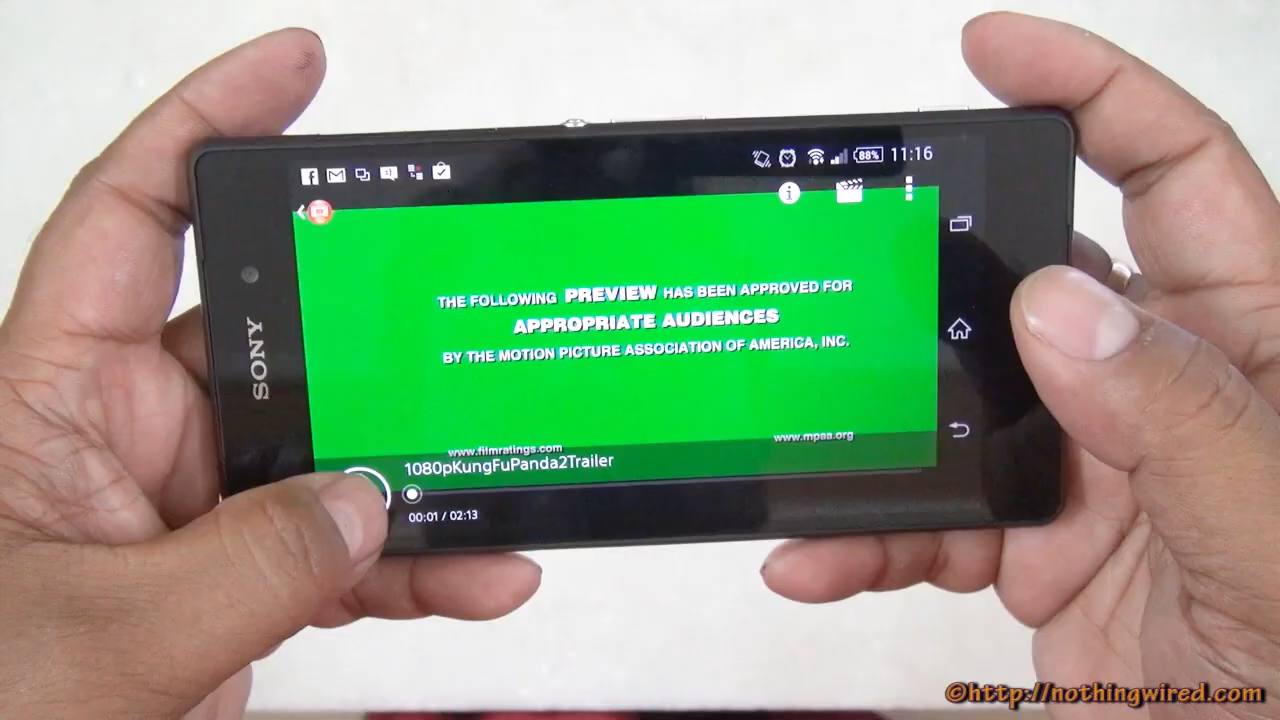 88% 11:16
SONY
THE FOLLOWING PREVIEW HAS BEEN APPROVED FOR
APPROPRIATE AUDIENCES
BY THE MOTION PICTURE ASSOCIATION OF AMERICA, INC.
www.filmratings.com www.mpaa.org
1080pKungFuPanda2Trailer
00:01 / 02:13
©http://nothingwired.com